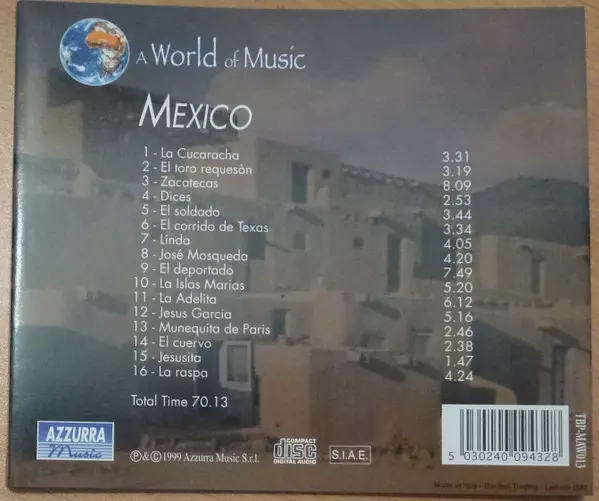 A World of Music
MEXICO
1 - La Cucaracha 3.31
2 - El toro requesòn 3.19
3 - Zacatecas 8.09
4 - Dices 2.53
5 - El soldado 3.44
6 - El corrido de Texas 3.34
7 - Línda 4.05
8 - José Mosqueda 4.20
9 - El deportado 7.49
10 - La Islas Marias 5.20
11 - La Adelita 6.12
12 - Jesus Garcia 5.16
13 - Munequita de Paris 2.46
14 - El cuervo 2.38
15 - Jesusita 1.47
16 - La raspa 4.24
Total Time 70.13
AZZURRA
Music
℗&©1999 Azzurra Music S.r.l.
COMPACT
disc
DIGITAL AUDIO
S.I.A.E.
5 030240 094328
TBP-MAW013
Made in